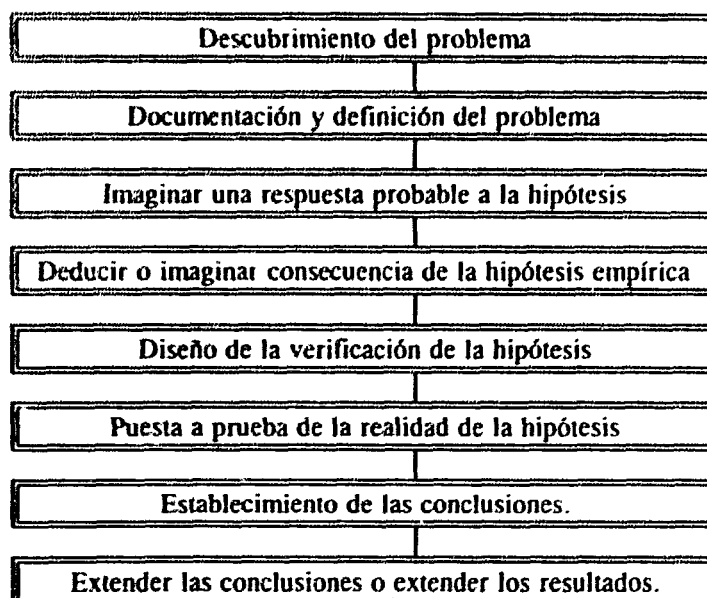 Descubrimiento del problema
Documentación y definición del problema
Imaginar una respuesta probable a la hipótesis
Deducir o imaginar consecuencia de la hipótesis empírica
Diseño de la verificación de la hipótesis
Puesta a prueba de la realidad de la hipótesis
Establecimiento de las conclusiones.
Extender las conclusiones o extender los resultados.